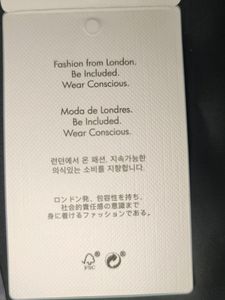 Fashion from London.
Be Included.
Wear Conscious.
Moda de Londres.
Be Included.
Wear Conscious.
런던에서 온 패션, 지속가능한
의식있는 소비를 지향합니다.
ロンドン発、包容性を持ち、
社会的責任感の意識まで
身に着けるファッションである。
FSC®
®